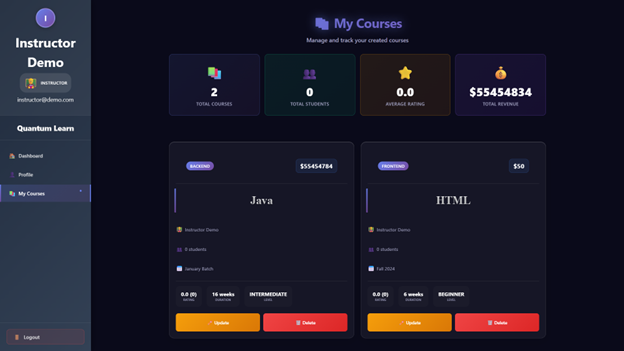 I
Instructor
Demo
INSTRUCTOR
instructor@demo.com
Quantum Learn
Dashboard
Profile
My Courses
Logout
My Courses
Manage and track your created courses
2
TOTAL COURSES
0
TOTAL STUDENTS
0.0
AVERAGE RATING
$55454834
TOTAL REVENUE
BACKEND
$55454784
Java
Instructor Demo
0 students
January Batch
0.0 (0)
RATING
16 weeks
DURATION
INTERMEDIATE
LEVEL
Update
Delete
FRONTEND
$50
HTML
Instructor Demo
0 students
Fall 2024
0.0 (0)
RATING
6 weeks
DURATION
BEGINNER
LEVEL
Update
Delete